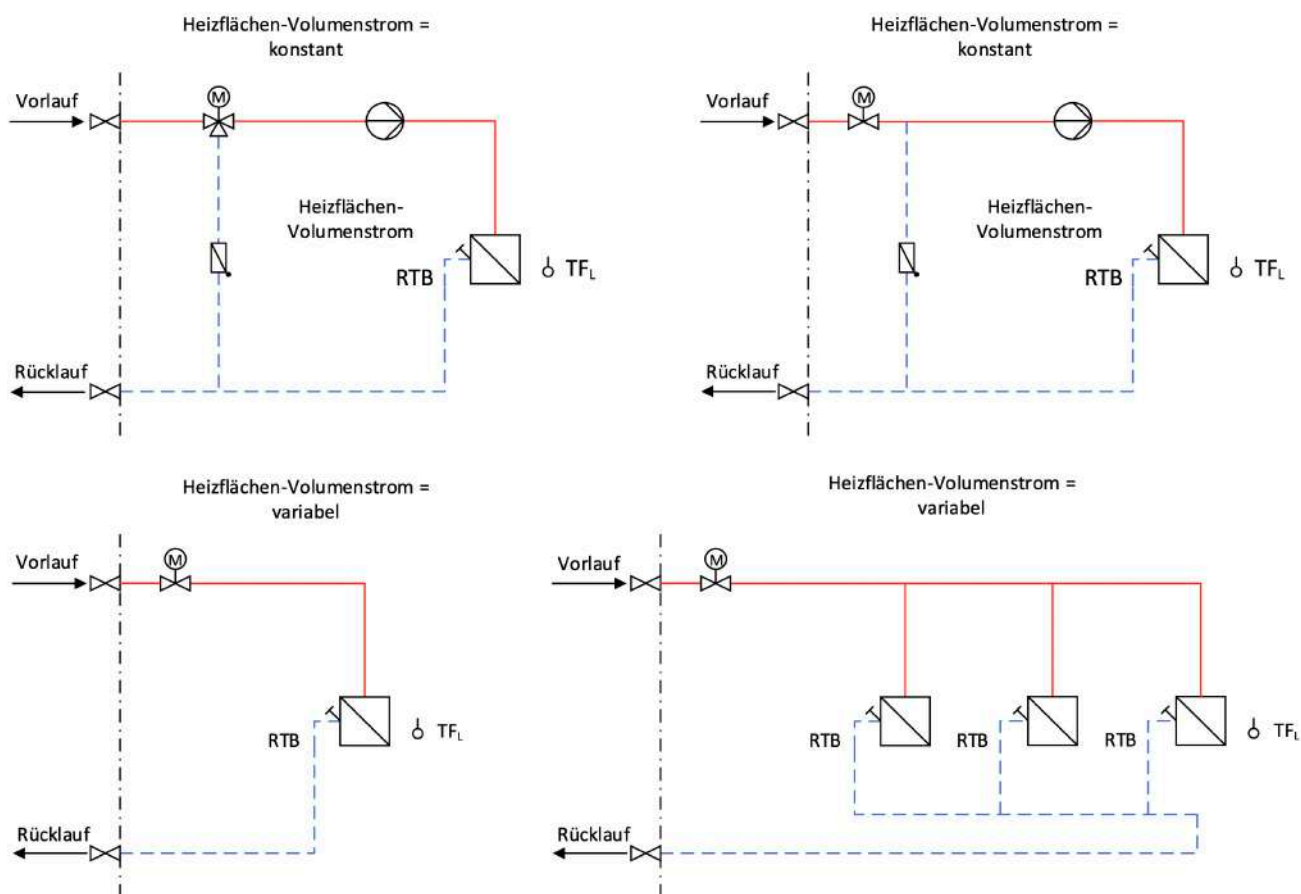 Heizflächen-Volumenstrom =
konstant
Vorlauf
M
Heizflächen-
Volumenstrom
RTB
TFL
Rücklauf
Heizflächen-Volumenstrom =
konstant
Vorlauf
M
Heizflächen-
Volumenstrom
RTB
TFL
Rücklauf
Heizflächen-Volumenstrom =
variabel
Vorlauf
M
RTB
TFL
Rücklauf
Heizflächen-Volumenstrom =
variabel
Vorlauf
M
RTB
RTB
RTB
TFL
Rücklauf